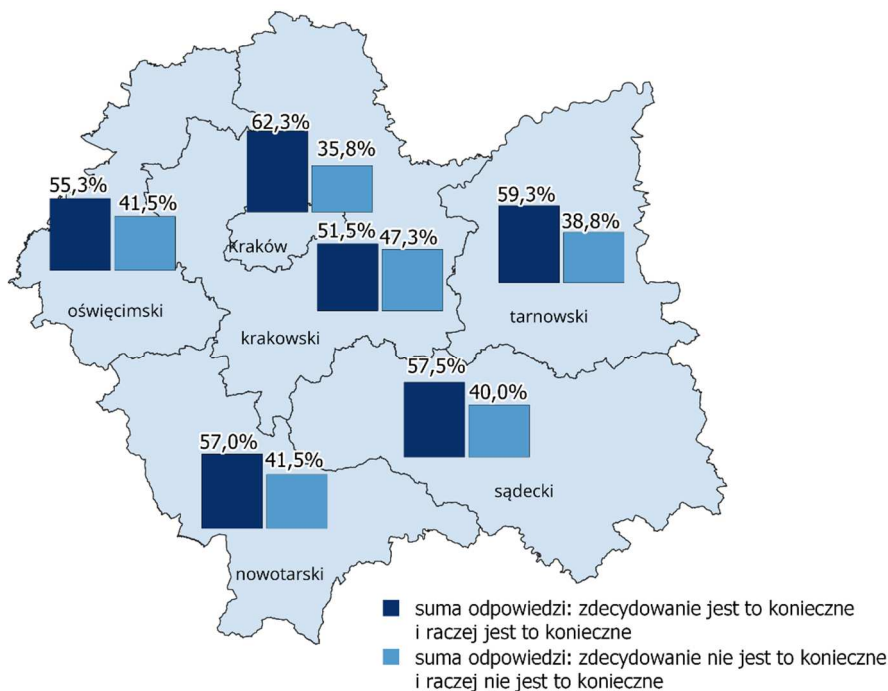 62,3%
35,8%
55,3%
41,5%
59,3%
38,8%
Kraków
51,5%
47,3%
oświęcimski
krakowski
tarnowski
57,5%
40,0%
57,0%
41,5%
sądecki
nowotarski
suma odpowiedzi: zdecydowanie jest to konieczne
i raczej jest to konieczne
suma odpowiedzi: zdecydowanie nie jest to konieczne
i raczej nie jest to konieczne